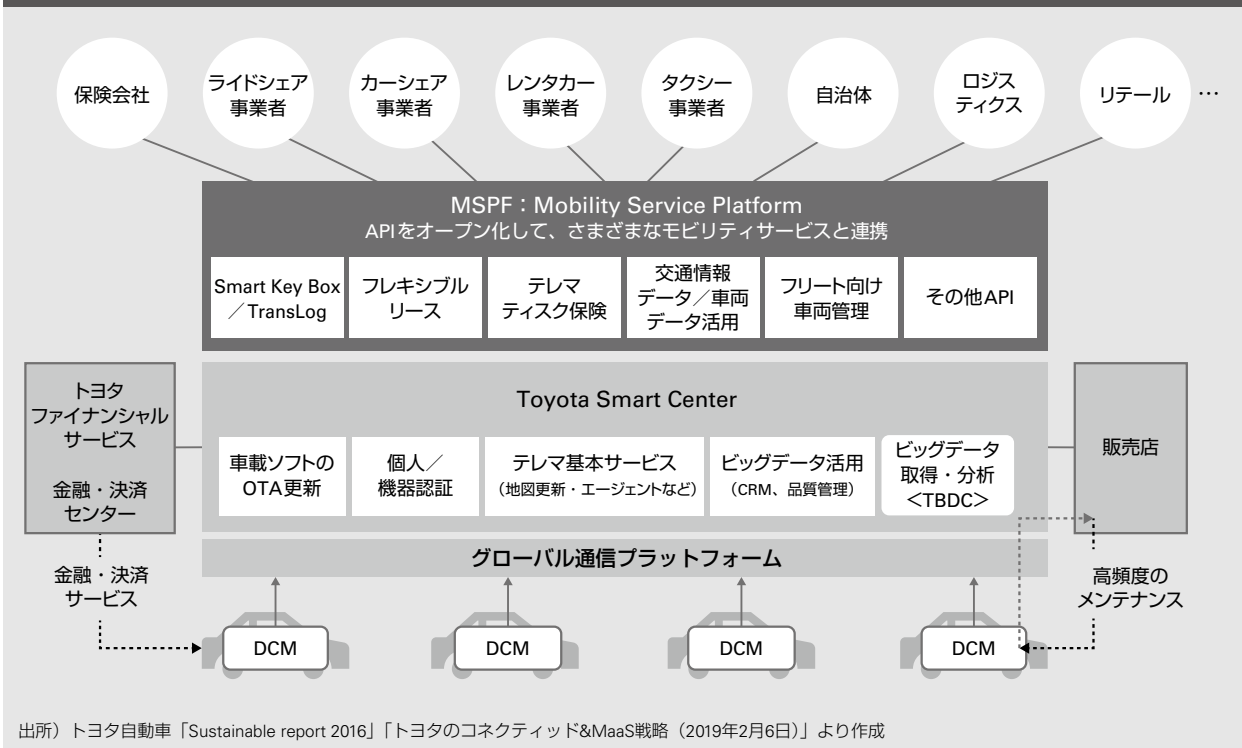 保険会社
ライドシェア
事業者
カーシェア
事業者
レンタカー
事業者
タクシー
事業者
自治体
ロジス
ティクス
リテール
…
MSPF：Mobility Service Platform
APIをオープン化して、さまざまなモビリティサービスと連携
Smart Key Box
／TransLog
フレキシブル
リース
テレマ
ティスク保険
交通情報
データ／車両
データ活用
フリート向け
車両管理
その他API
トヨタ
ファイナンシャル
サービス
金融・決済
センター
Toyota Smart Center
車載ソフトの
OTA更新
個人／
機器認証
テレマ基本サービス
（地図更新・エージェントなど）
ビッグデータ活用
（CRM、品質管理）
ビッグデータ
取得・分析
＜TBDC＞
販売店
グローバル通信プラットフォーム
金融・決済
サービス
高頻度の
メンテナンス
DCM
DCM
DCM
DCM
出所）トヨタ自動車「Sustainable report 2016」「トヨタのコネクティッド&MaaS戦略（2019年2月6日）」より作成